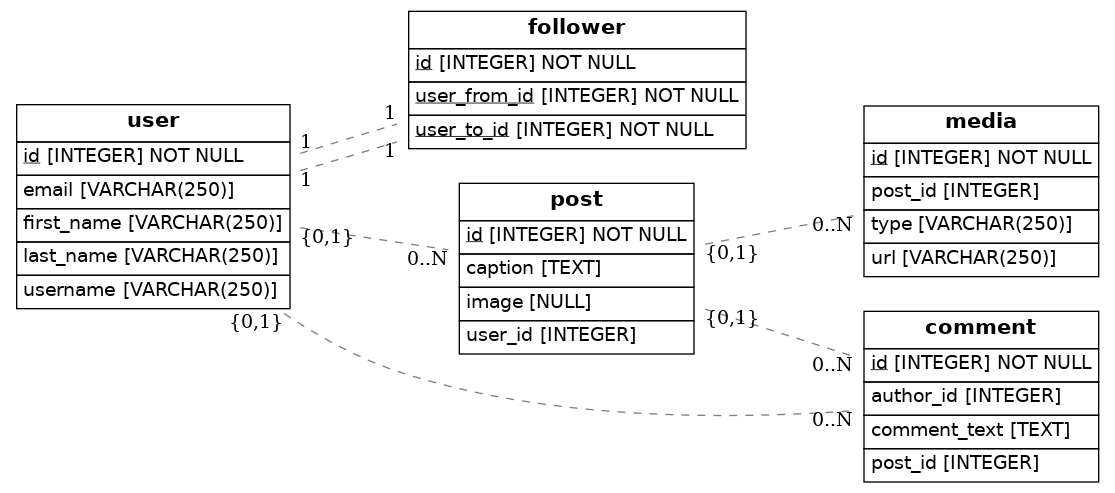 follower
id [INTEGER] NOT NULL
user_from_id [INTEGER] NOT NULL
user_to_id [INTEGER] NOT NULL
user
id [INTEGER] NOT NULL
email [VARCHAR(250)]
first_name [VARCHAR(250)]
last_name [VARCHAR(250)]
username [VARCHAR(250)]
1
1
1
1
{0,1}
0..N
{0,1}
0..N
post
id [INTEGER] NOT NULL
caption [TEXT]
image [NULL]
user_id [INTEGER]
{0,1}
0..N
{0,1}
0..N
media
id [INTEGER] NOT NULL
post_id [INTEGER]
type [VARCHAR(250)]
url [VARCHAR(250)]
comment
id [INTEGER] NOT NULL
author_id [INTEGER]
comment_text [TEXT]
post_id [INTEGER]